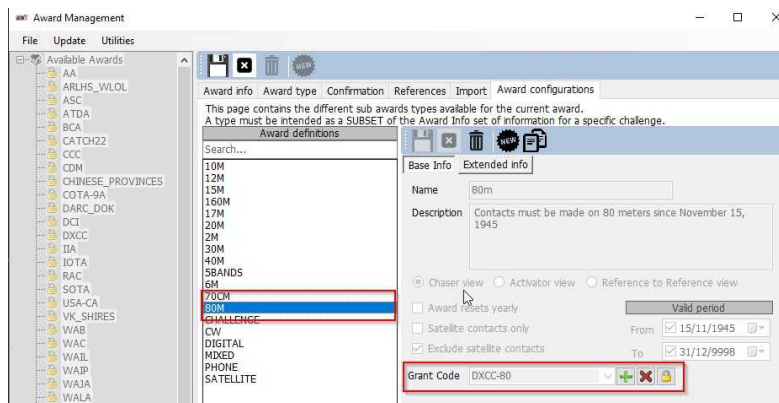 Award Management
File Update Utilities
Available Awards
AA
ARLHS_WLOL
ASC
ATDA
BCA
CATCH22
CCC
CDM
CHINESE_PROVINCES
COTA-9A
DARC_DOK
DCI
DXCC
IIA
IOTA
RAC
SOTA
USA-CA
VK_SHIRES
WAB
WAC
WAIL
WAIP
WAJA
WALA
NEW
Award info Award type Confirmation References Import Award configurations
This page contains the different sub awards types available for the current award.
A type must be intended as a SUBSET of the Award Info set of information for a specific challenge.
Award definitions
Search...
10M
12M
15M
160M
17M
20M
2M
30M
40M
5BANDS
6M
70CM
80M
CHALLENGE
CW
DIGITAL
MIXED
PHONE
SATELLITE
NEW
Base Info Extended info
Name 80m
Description Contacts must be made on 80 meters since November 15,
1945
Chaser view Activator view Reference to Reference view
Award resets yearly Valid period
Satellite contacts only From 15/11/1945
Exclude satellite contacts To 31/12/9998
Grant Code DXCC-80